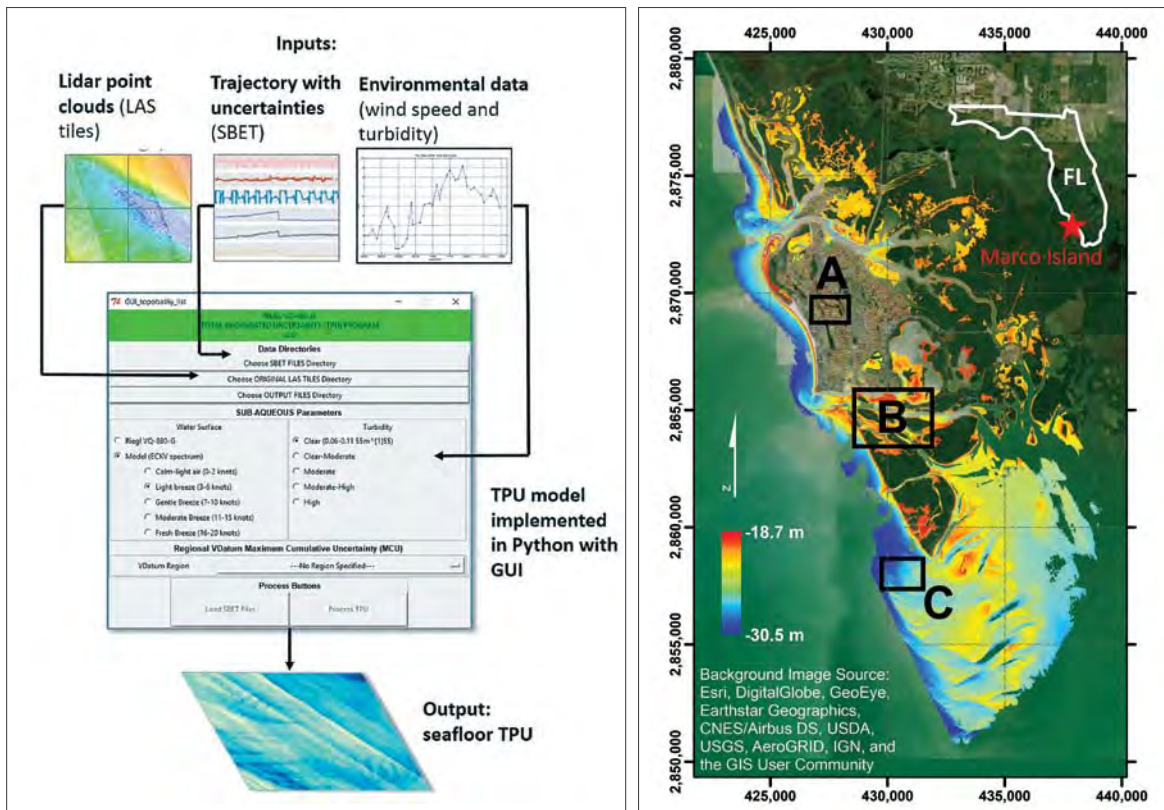 Inputs:
Lidar point
clouds (LAS
tiles)
Trajectory with
uncertainties
(SBET)
Environmental data
(wind speed and
turbidity)
Data Directories
Choose SBET FILES Directory
Choose ORIGINAL LAS TILES Directory
Choose OUTPUT FILES Directory
SUB-AQUEOUS Parameters
Water Surface
Riegl VQ-880-G
Model (ECKV spectrum)
Calm-light air (0-2 knots)
Light breeze (3-6 knots)
Gentle Breeze (7-10 knots)
Moderate Breeze (11-15 knots)
Fresh Breeze (16-20 knots)
Turbidity
Clear
Clear-Moderate
Moderate
Moderate-High
High
Regional VDatum Maximum Cumulative Uncertainty (MCU)
VDatum Region
---No Region Specified---
Process Buttons
Load SBET Files
Process TPU
TPU model
implemented
in Python with
GUI
Output:
seafloor TPU
425,000
430,000
435,000
440,000
2,880,000
2,875,000
2,870,000
2,865,000
2,860,000
2,855,000
2,850,000
FL
Marco Island
A
B
C
N
-18.7 m
-30.5 m
Background Image Source:
Esri, DigitalGlobe, GeoEye,
Earthstar Geographics,
CNES/Airbus DS, USDA,
USGS, AeroGRID, IGN, and
the GIS User Community
425,000
430,000
435,000
440,000